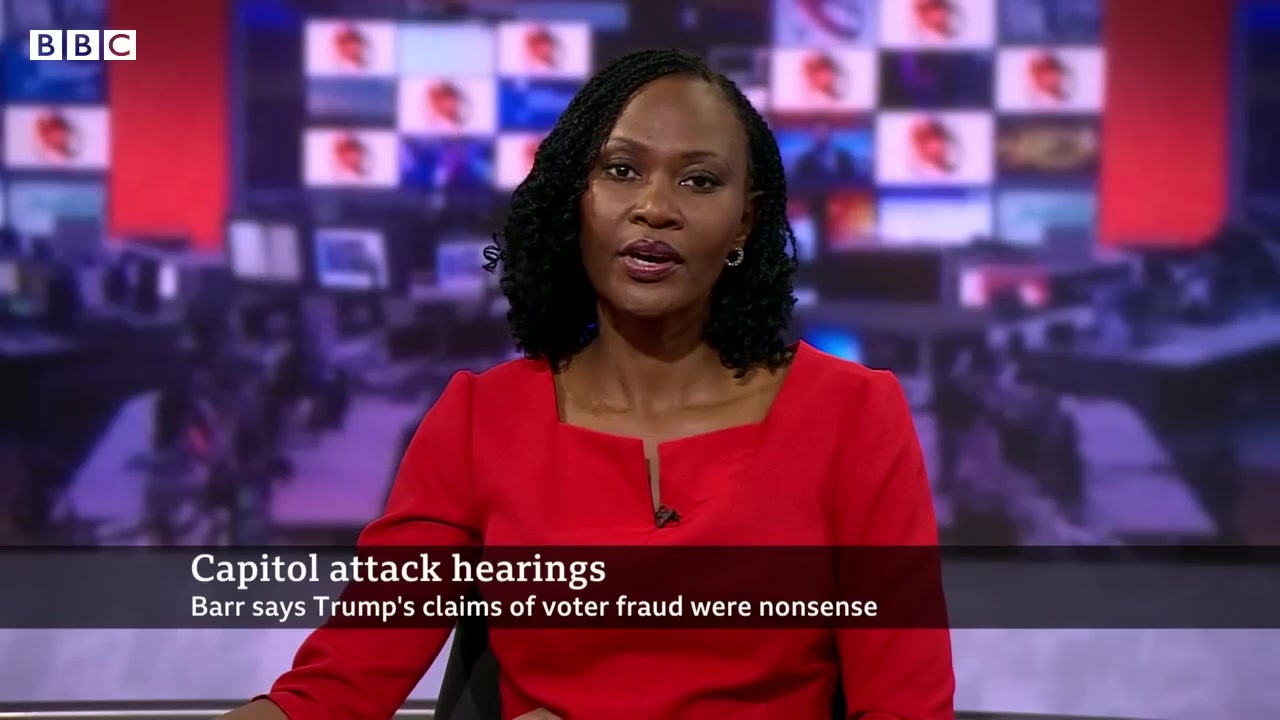 BBC
Capitol attack hearings
Barr says Trump's claims of voter fraud were nonsense